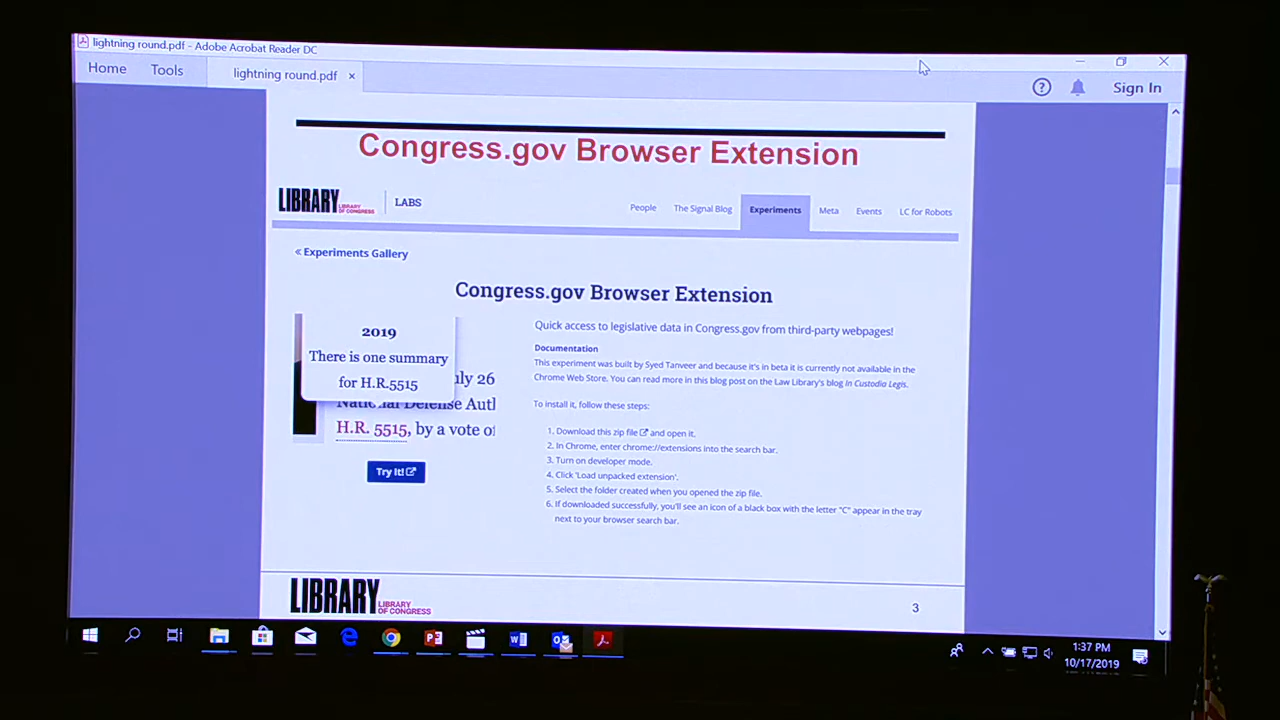 lightning round.pdf - Adobe Acrobat Reader DC
Home Tools lightning round.pdf ×
? Sign In
Congress.gov Browser Extension
LIBRARY LIBRARY OF CONGRESS LABS
People The Signal Blog Experiments Meta Events LC for Robots
« Experiments Gallery
Congress.gov Browser Extension
2019
There is one summary
for H.R.5515
uly 26
National Defense Auth
H.R. 5515, by a vote of
Try It!
Quick access to legislative data in Congress.gov from third-party webpages!
Documentation
This experiment was built by Syed Tanveer and because it's in beta it is currently not available in the
Chrome Web Store. You can read more in this blog post on the Law Library's blog In Custodia Legis.
To install it, follow these steps:
1. Download this zip file and open it.
2. In Chrome, enter chrome://extensions into the search bar.
3. Turn on developer mode.
4. Click 'Load unpacked extension'.
5. Select the folder created when you opened the zip file.
6. If downloaded successfully, you'll see an icon of a black box with the letter "C" appear in the tray
next to your browser search bar.
LIBRARY LIBRARY OF CONGRESS
3
1:37 PM
10/17/2019